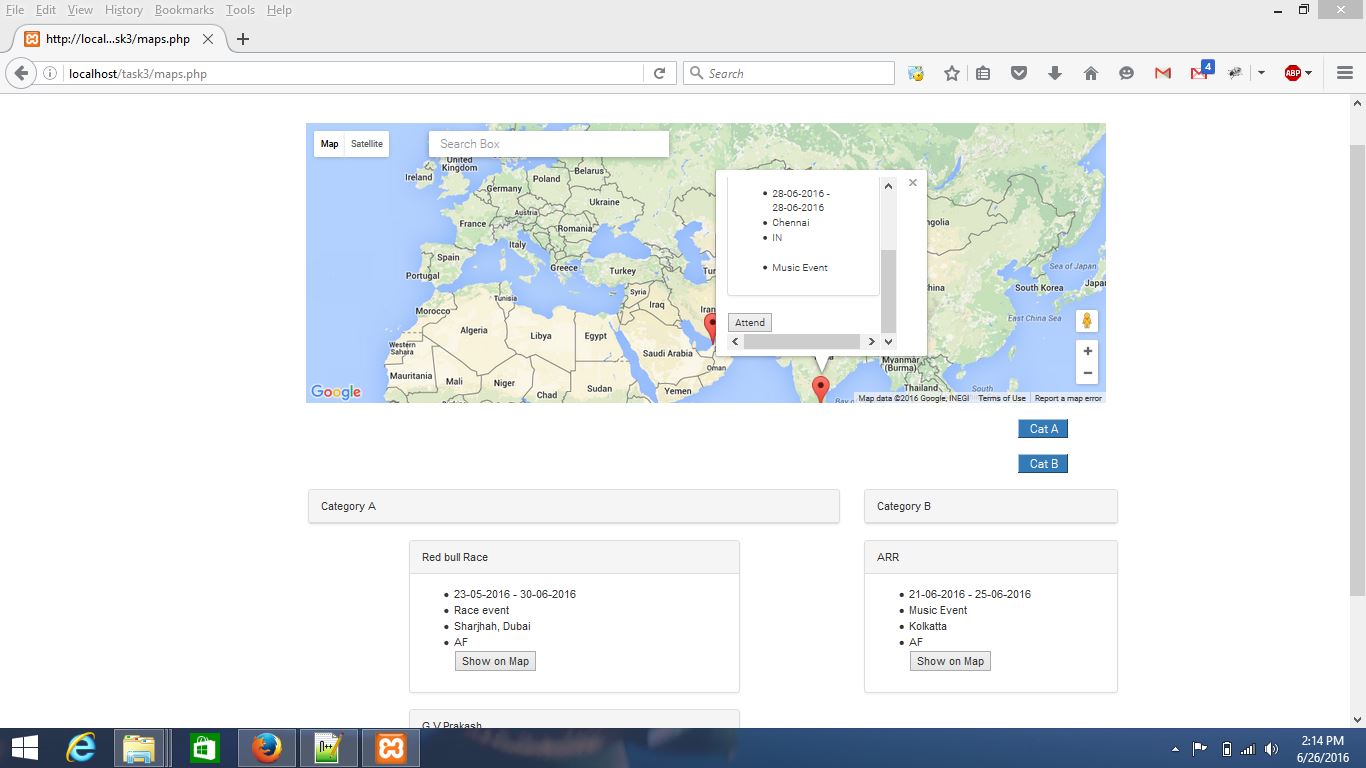 File Edit View History Bookmarks Tools Help
http://local...sk3/maps.php
localhost/task3/maps.php
Search
4
ABP
Map Satellite
Search Box
United Kingdom
Ireland
Belarus
Poland
Germany
Ukraine
Austria
France
Romania
Italy
Spain
Greece
Turkey
Portugal
Syria
Tunisia
Iraq
Morocco
Algeria
Libya
Egypt
Western Sahara
Saudi Arabia
Oman
Mauritania
Mali
Niger
Sudan
Chad
Yemen
28-06-2016 -
28-06-2016
Chennai
IN
Music Event
Attend
ngolia
hina
Sea of Japan
South Korea
Japan
East China Sea
Myanmar (Burma)
Thailand
South
Bay o
Google
Map data ©2016 Google, INEGI Terms of Use Report a map error
Cat A
Cat B
Category A
Category B
Red bull Race
23-05-2016 - 30-06-2016
Race event
Sharjhah, Dubai
AF
Show on Map
ARR
21-06-2016 - 25-06-2016
Music Event
Kolkatta
AF
Show on Map
G.V.Prakash
2:14 PM
6/26/2016